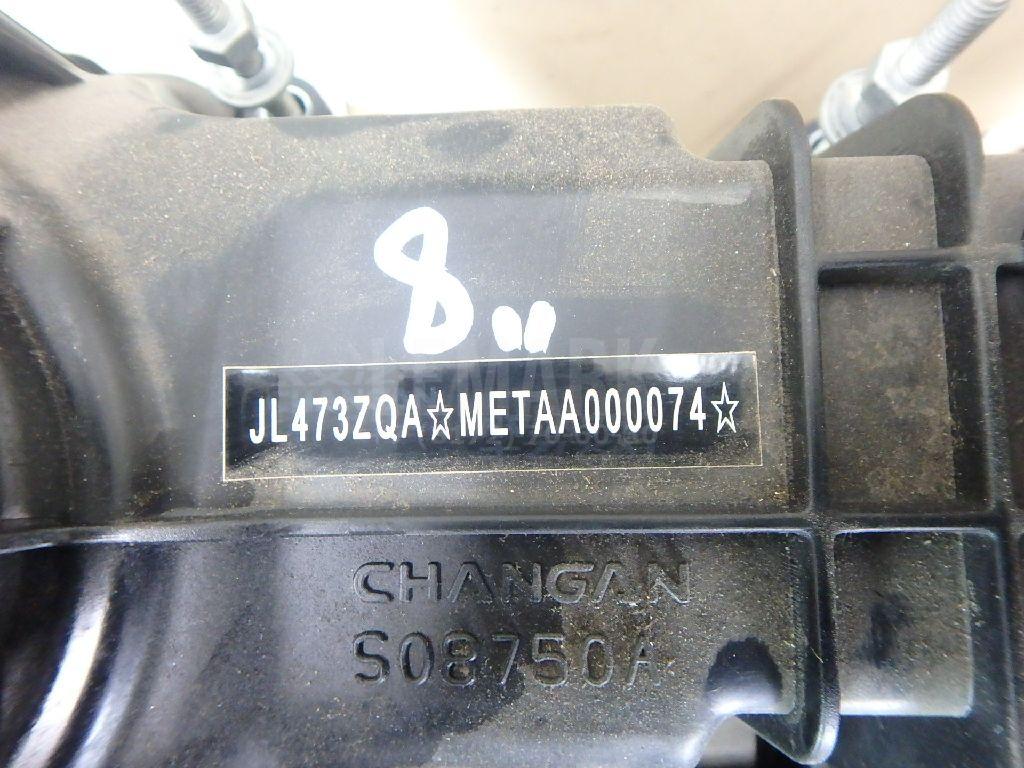 8"
JL473ZQA☆METAA000074☆
CHANGAN
S08750A